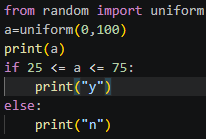 from random import uniform
a=uniform(0,100)
print(a)
if 25 <= a <= 75:
    print("y")
else:
    print("n")